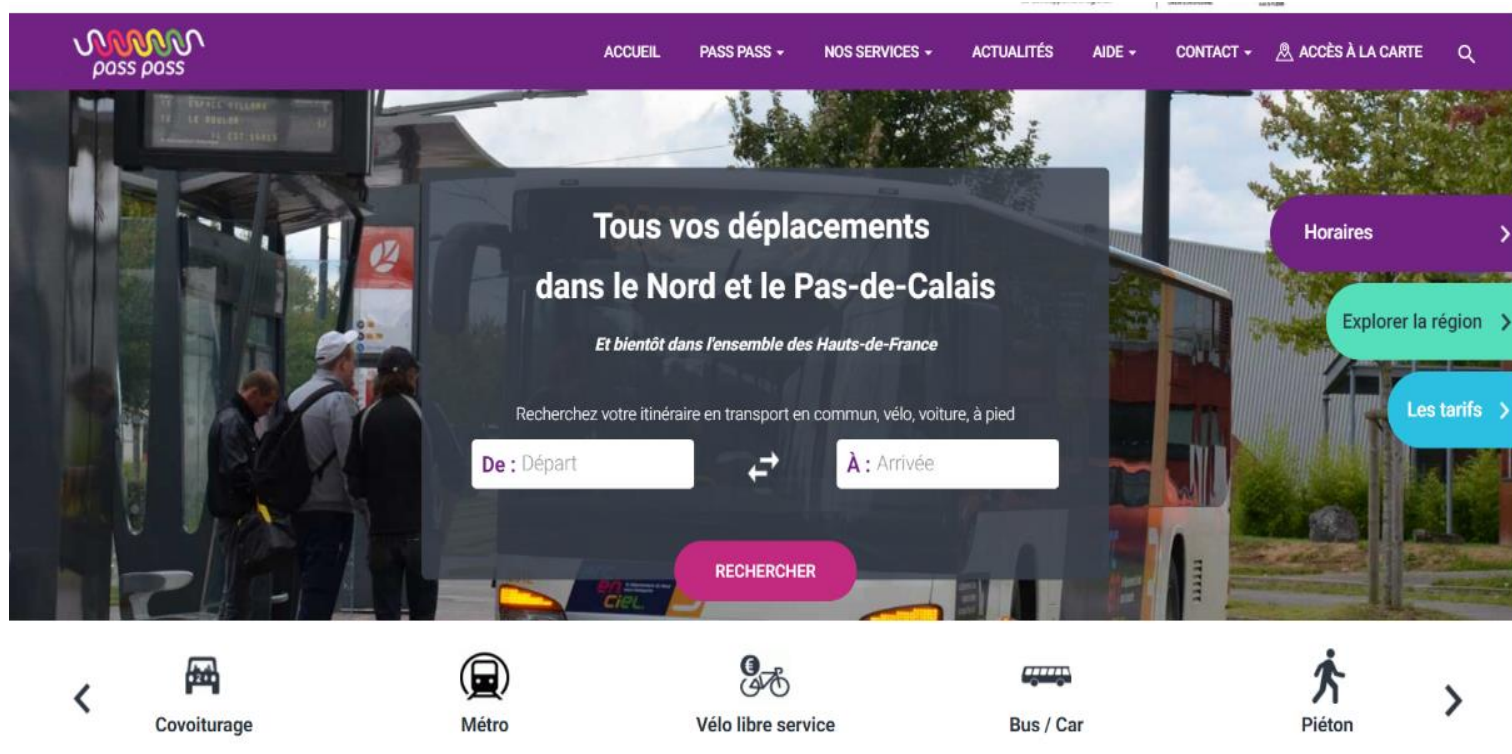 pass pass
ACCUEIL
PASS PASS
NOS SERVICES
ACTUALITÉS
AIDE
CONTACT
ACCÈS À LA CARTE
Tous vos déplacements
dans le Nord et le Pas-de-Calais
Et bientôt dans l'ensemble des Hauts-de-France
Recherchez votre itinéraire en transport en commun, vélo, voiture, à pied
De : Départ
À : Arrivée
RECHERCHER
Horaires
Explorer la région
Les tarifs
en
Ciel
Covoiturage
Métro
Vélo libre service
Bus / Car
Piéton